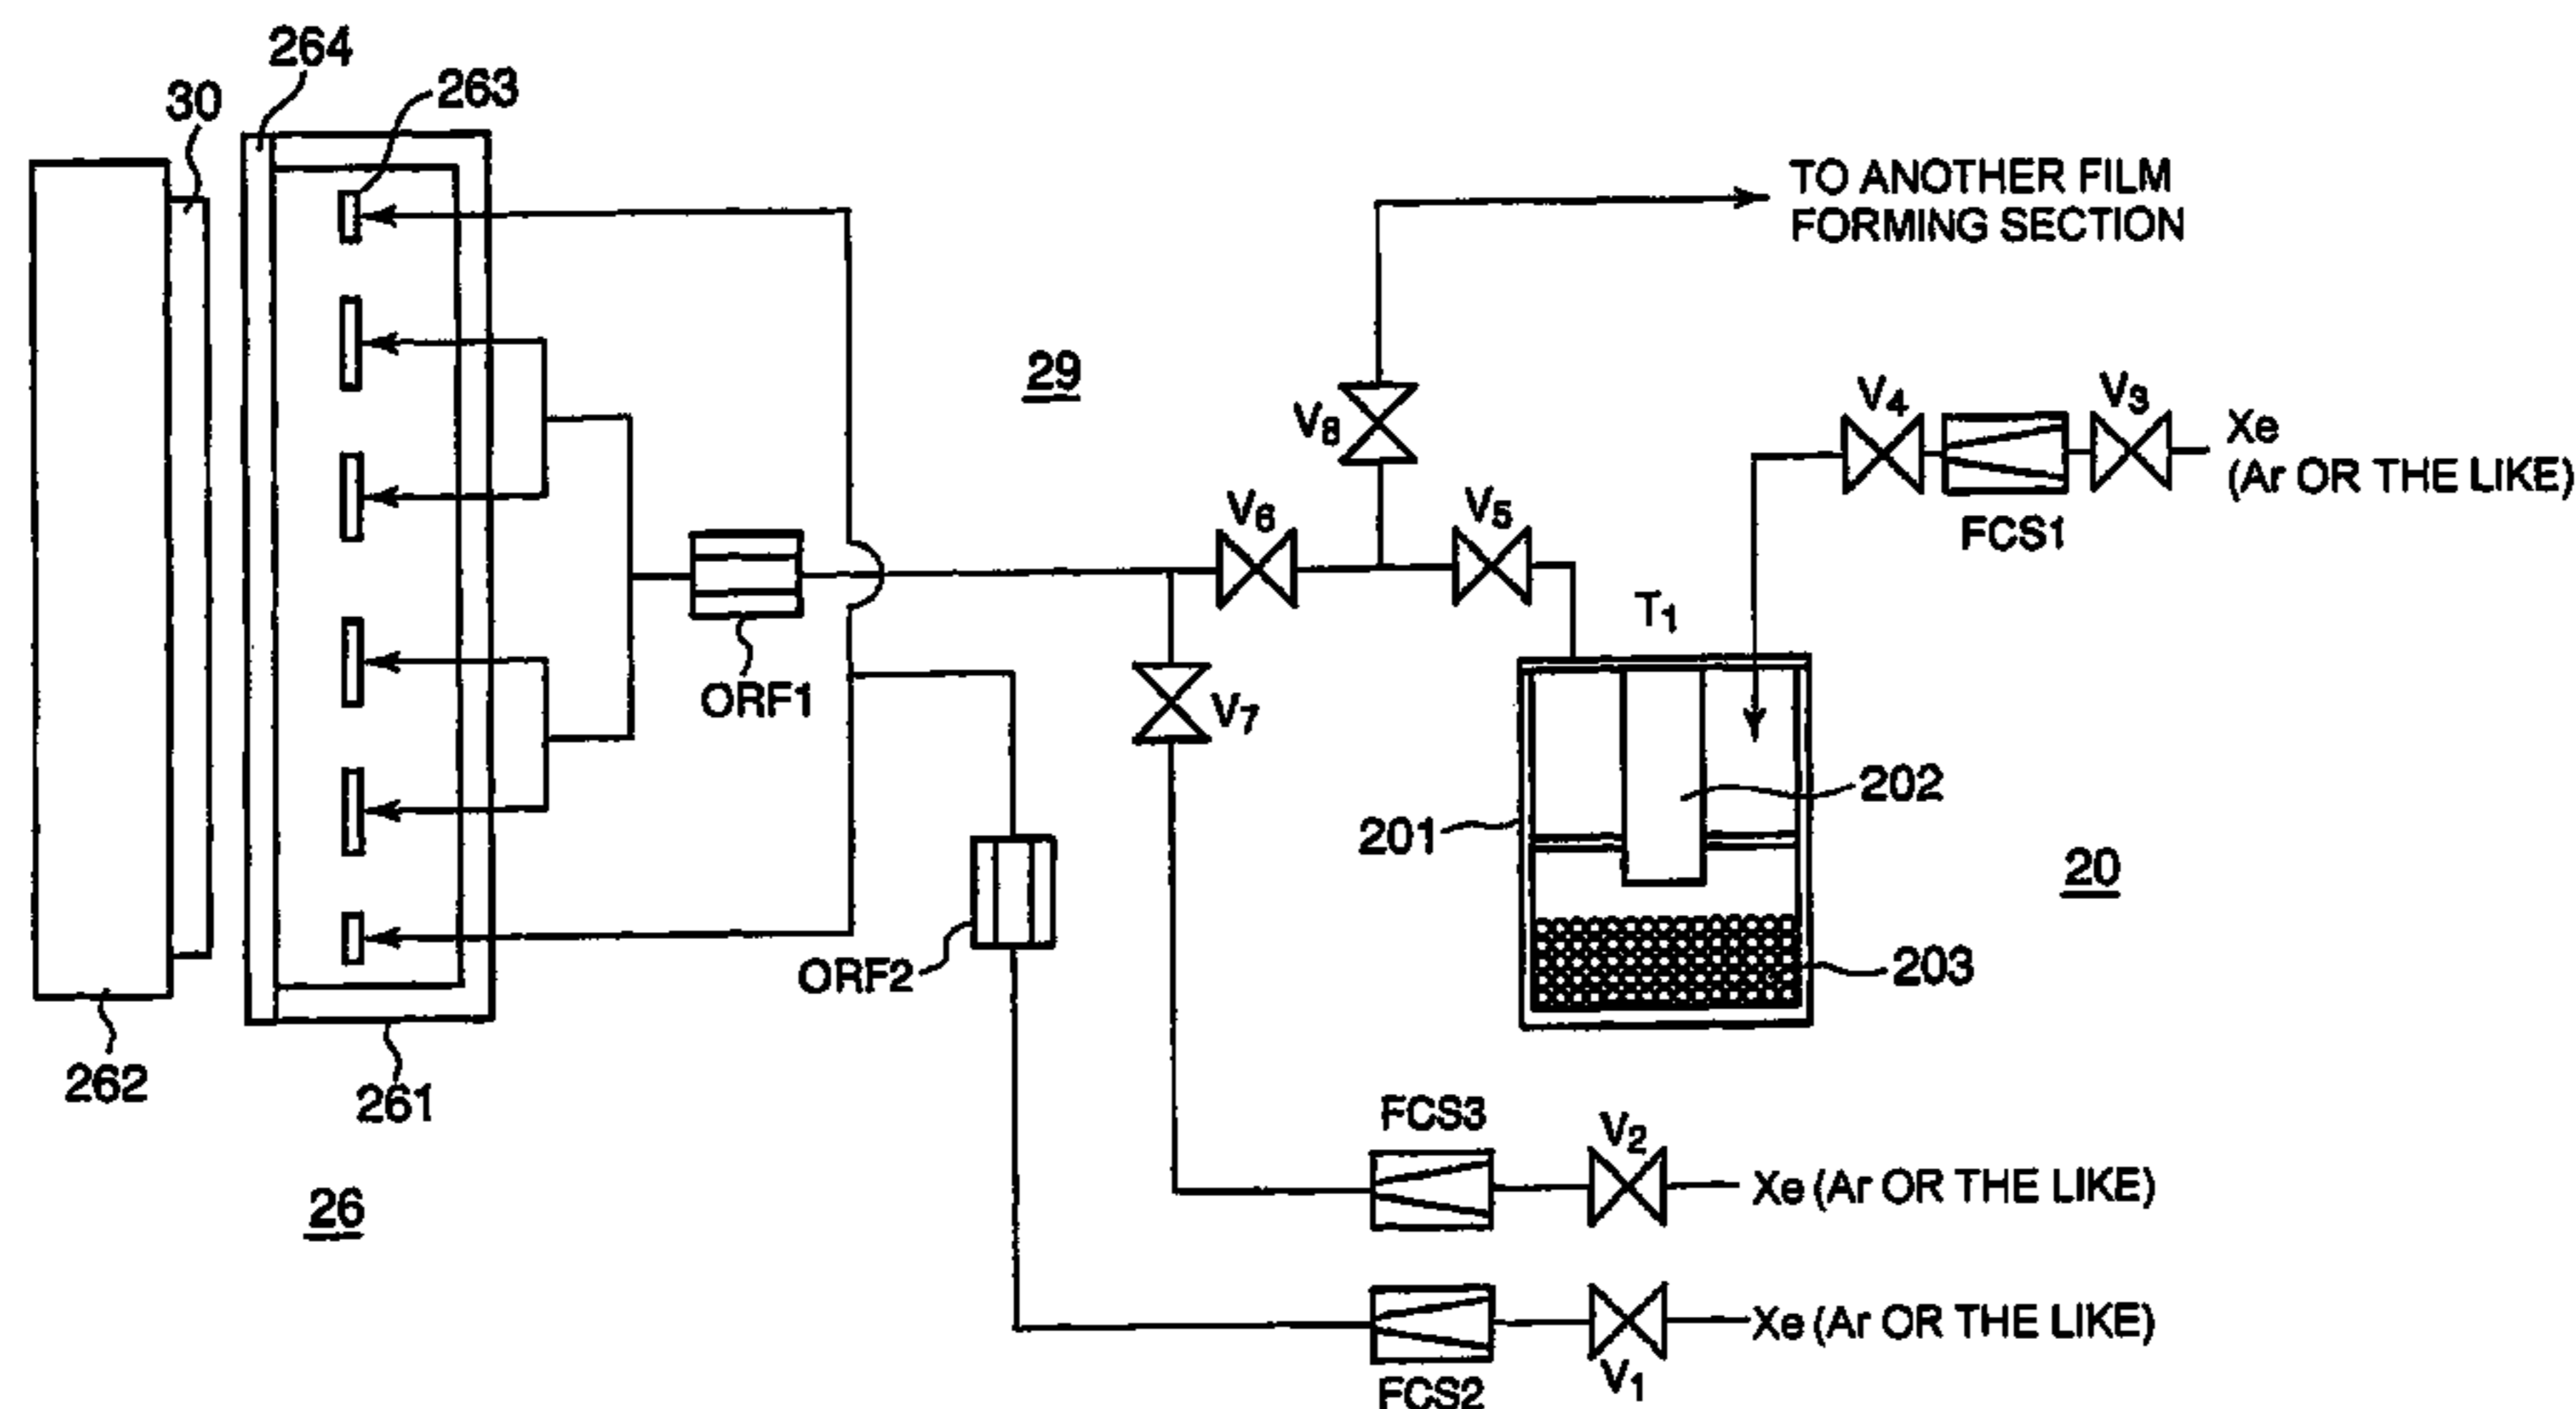 264
263
30
TO ANOTHER FILM
FORMING SECTION
29
V8
V4
V3
Xe
(Ar OR THE LIKE)
FCS1
V6
V5
T1
ORF1
V7
202
201
20
203
ORF2
262
261
FCS3
V2
Xe (Ar OR THE LIKE)
26
Xe (Ar OR THE LIKE)
FCS2
V1